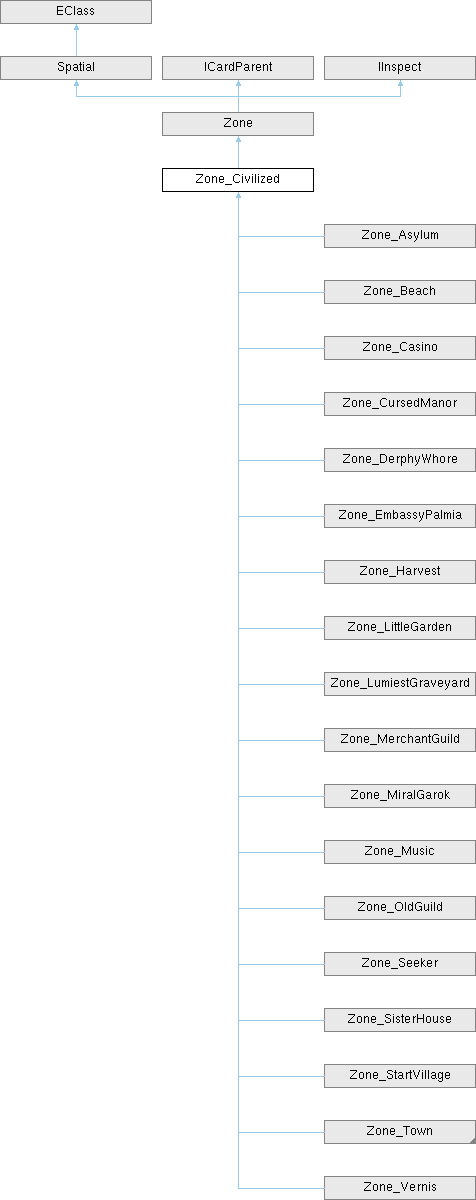 EClass
Spatial
ICardParent
IInspect
Zone
Zone_Civilized
Zone_Asylum
Zone_Beach
Zone_Casino
Zone_CursedManor
Zone_DerphyWhore
Zone_EmbassyPalmia
Zone_Harvest
Zone_LittleGarden
Zone_LumiestGraveyard
Zone_MerchantGuild
Zone_MiralGarok
Zone_Music
Zone_OldGuild
Zone_Seeker
Zone_SisterHouse
Zone_StartVillage
Zone_Town
Zone_Vernis